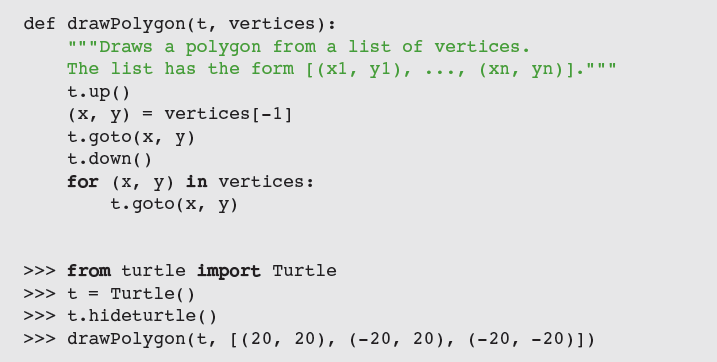 def drawPolygon(t, vertices):
    """Draws a polygon from a list of vertices.
    The list has the form [(x1, y1), ..., (xn, yn)]."""
    t.up()
    (x, y) = vertices[-1]
    t.goto(x, y)
    t.down()
    for (x, y) in vertices:
        t.goto(x, y)
>>> from turtle import Turtle
>>> t = Turtle()
>>> t.hideturtle()
>>> drawPolygon(t, [(20, 20), (-20, 20), (-20, -20)])